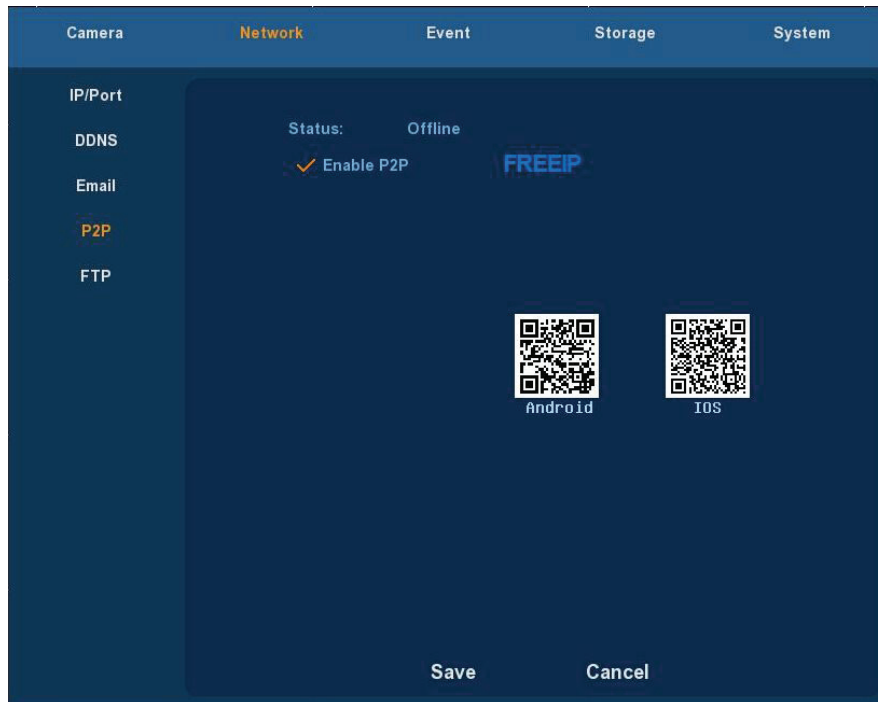 Camera Network Event Storage System
IP/Port
DDNS
Email
P2P
FTP
Status: Offline
Enable P2P FREEIP
Android IOS
Save Cancel